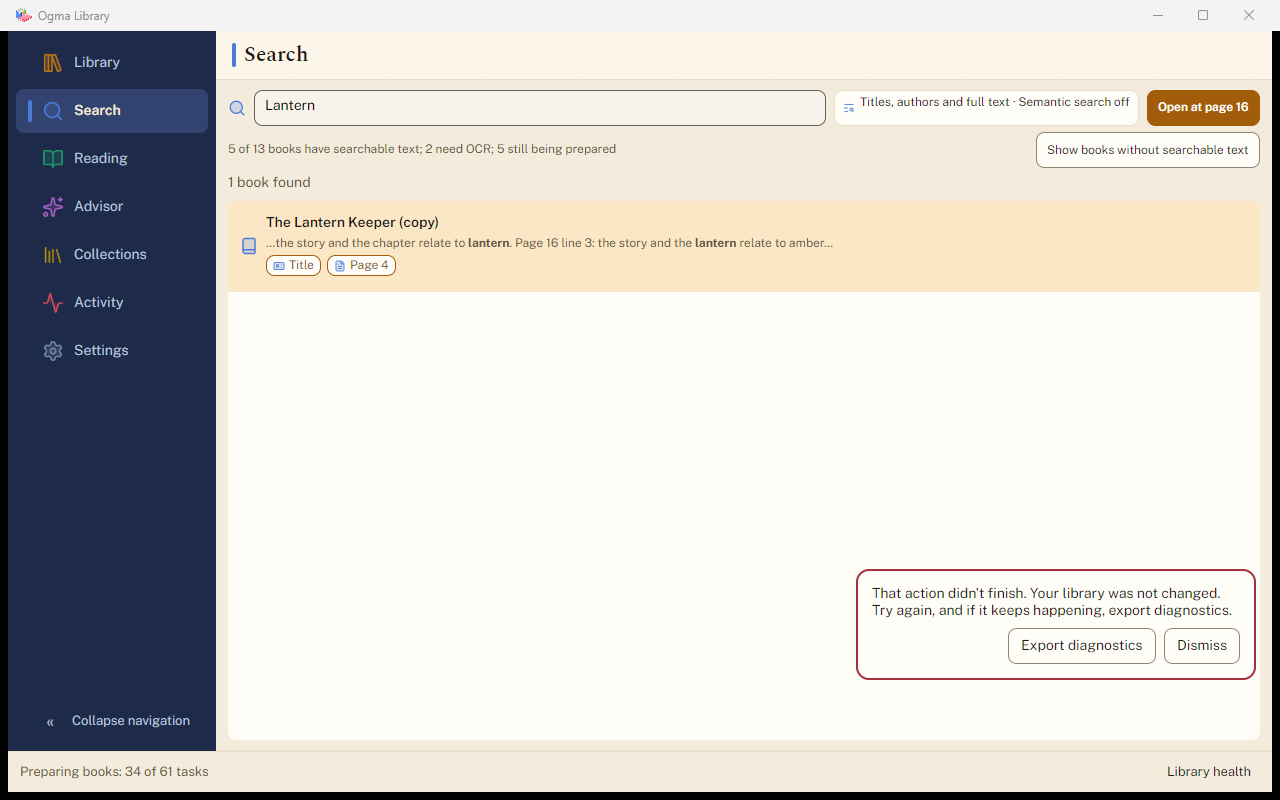 Ogma Library
Library
Search
Reading
Advisor
Collections
Activity
Settings
« Collapse navigation
Search
Lantern
Titles, authors and full text · Semantic search off
Open at page 16
5 of 13 books have searchable text; 2 need OCR; 5 still being prepared
Show books without searchable text
1 book found
The Lantern Keeper (copy)
...the story and the chapter relate to lantern. Page 16 line 3: the story and the lantern relate to amber...
Title
Page 4
That action didn't finish. Your library was not changed.
Try again, and if it keeps happening, export diagnostics.
Export diagnostics
Dismiss
Preparing books: 34 of 61 tasks
Library health